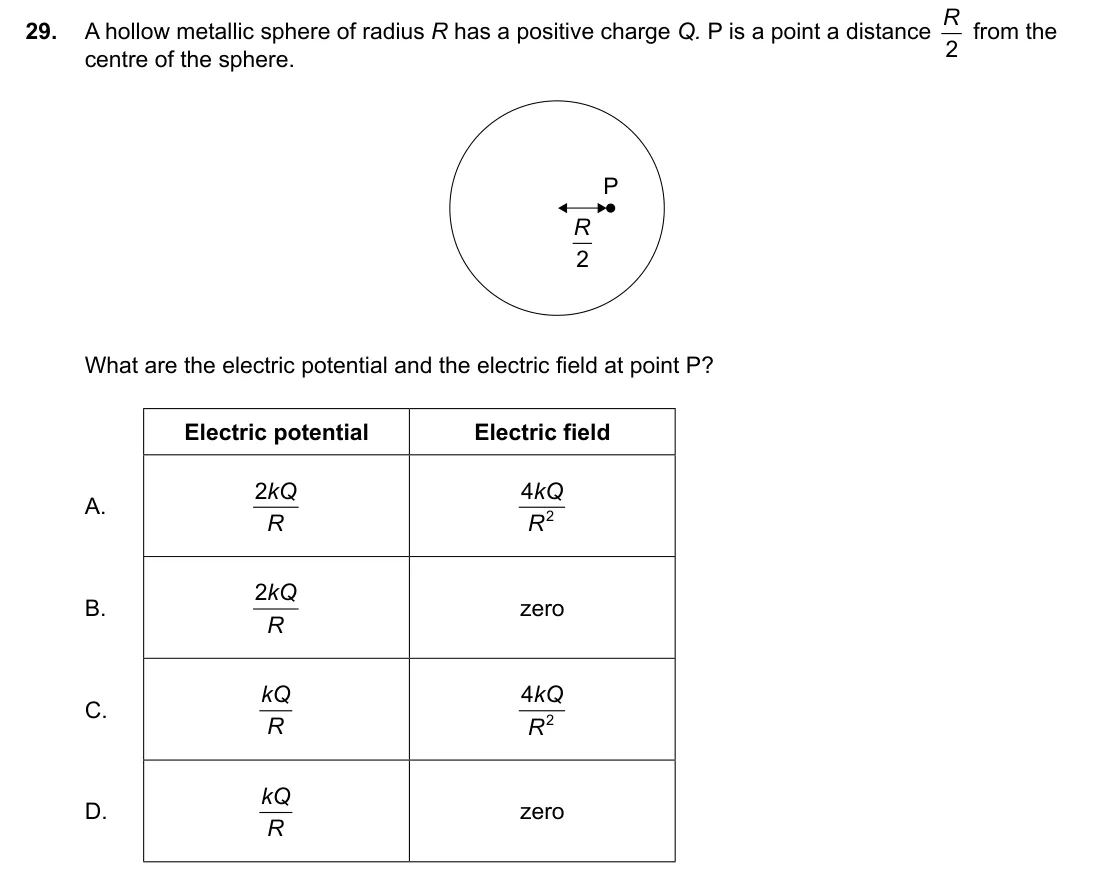 29. A hollow metallic sphere of radius R has a positive charge Q. P is a point a distance R/2 from the
centre of the sphere.
P
R/2
What are the electric potential and the electric field at point P?
Electric potential Electric field
A. 2kQ/R 4kQ/R²
B. 2kQ/R zero
C. kQ/R 4kQ/R²
D. kQ/R zero